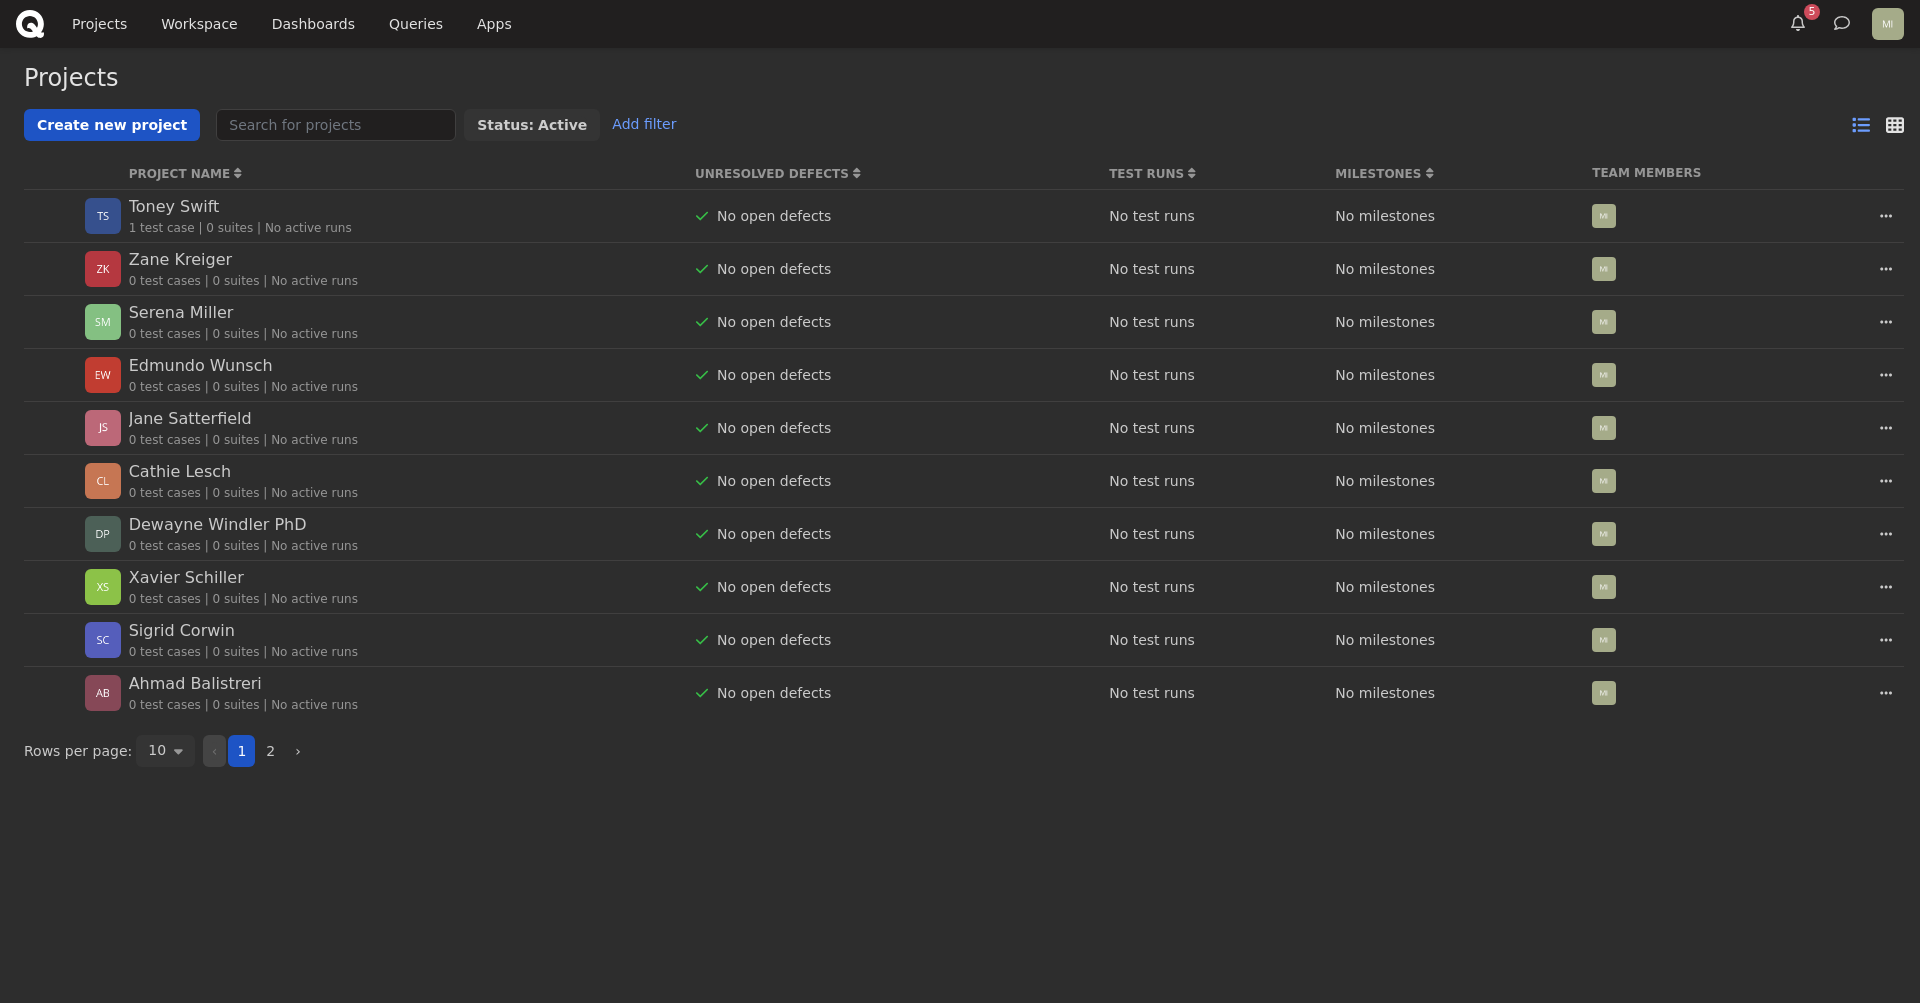 Projects Workspace Dashboards Queries Apps 5 MI
Projects
Create new project Search for projects Status: Active Add filter
PROJECT NAME UNRESOLVED DEFECTS TEST RUNS MILESTONES TEAM MEMBERS
TS Toney Swift No open defects No test runs No milestones MI
1 test case | 0 suites | No active runs
ZK Zane Kreiger No open defects No test runs No milestones MI
0 test cases | 0 suites | No active runs
SM Serena Miller No open defects No test runs No milestones MI
0 test cases | 0 suites | No active runs
EW Edmundo Wunsch No open defects No test runs No milestones MI
0 test cases | 0 suites | No active runs
JS Jane Satterfield No open defects No test runs No milestones MI
0 test cases | 0 suites | No active runs
CL Cathie Lesch No open defects No test runs No milestones MI
0 test cases | 0 suites | No active runs
DP Dewayne Windler PhD No open defects No test runs No milestones MI
0 test cases | 0 suites | No active runs
XS Xavier Schiller No open defects No test runs No milestones MI
0 test cases | 0 suites | No active runs
SC Sigrid Corwin No open defects No test runs No milestones MI
0 test cases | 0 suites | No active runs
AB Ahmad Balistreri No open defects No test runs No milestones MI
0 test cases | 0 suites | No active runs
Rows per page: 10 ‹ 1 2 ›